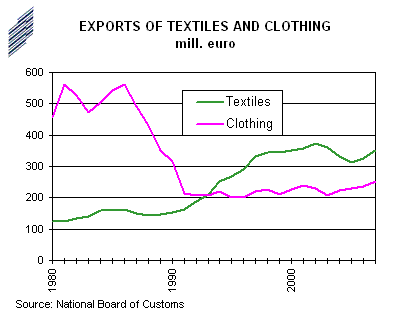 EXPORTS OF TEXTILES AND CLOTHING
mill. euro
600
500
400
300
200
100
0
Textiles
Clothing
1980
1990
2000
Source: National Board of Customs